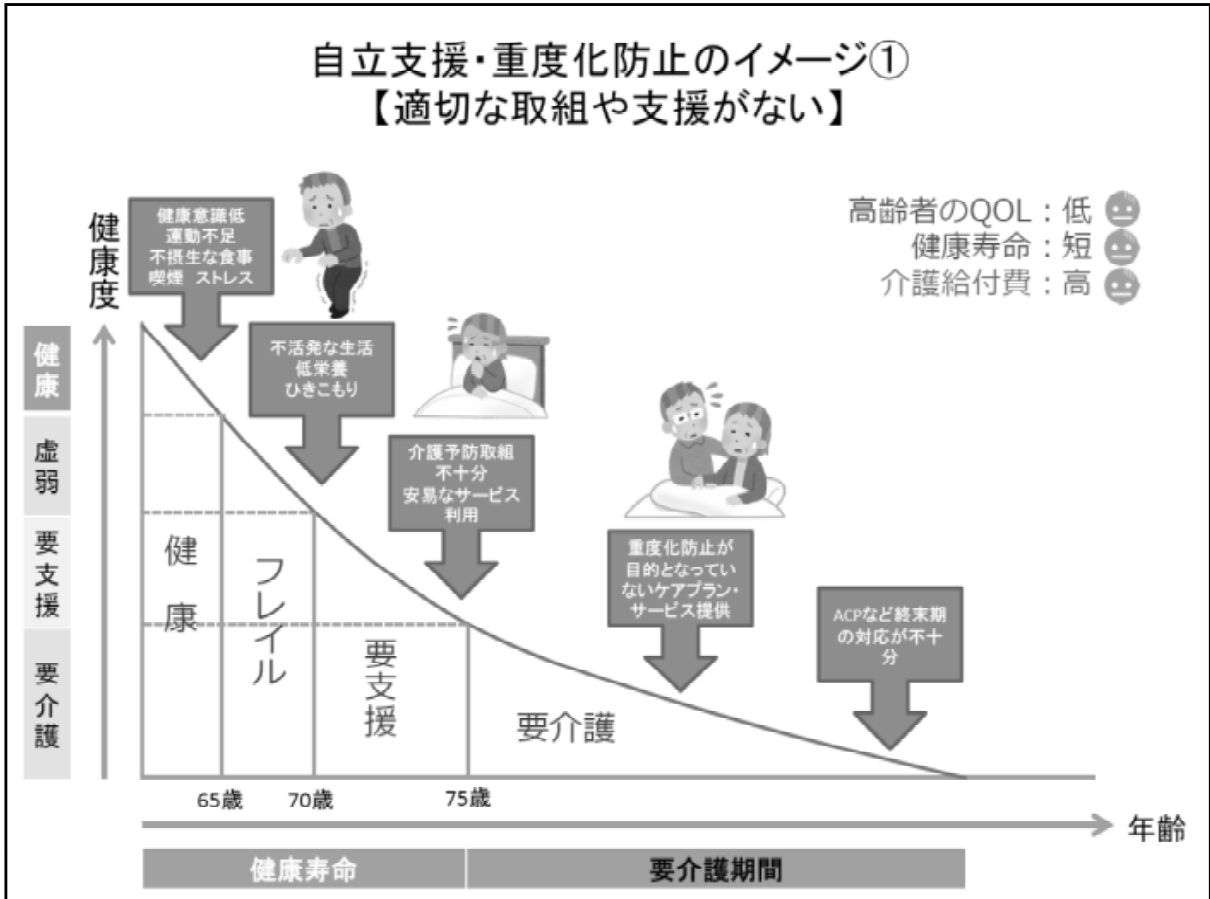 自立支援・重度化防止のイメージ①
【適切な取組や支援がない】
高齢者のQOL：低
健康寿命：短
介護給付費：高
健康度
健康意識低
運動不足
不摂生な食事
喫煙 ストレス
不活発な生活
低栄養
ひきこもり
介護予防取組
不十分
安易なサービス
利用
重度化防止が
目的となってい
ないケアプラン・
サービス提供
ACPなど終末期
の対応が不十
分
健康
虚弱
要支援
要介護
健康
フレイル
要支援
要介護
65歳
70歳
75歳
年齢
健康寿命
要介護期間